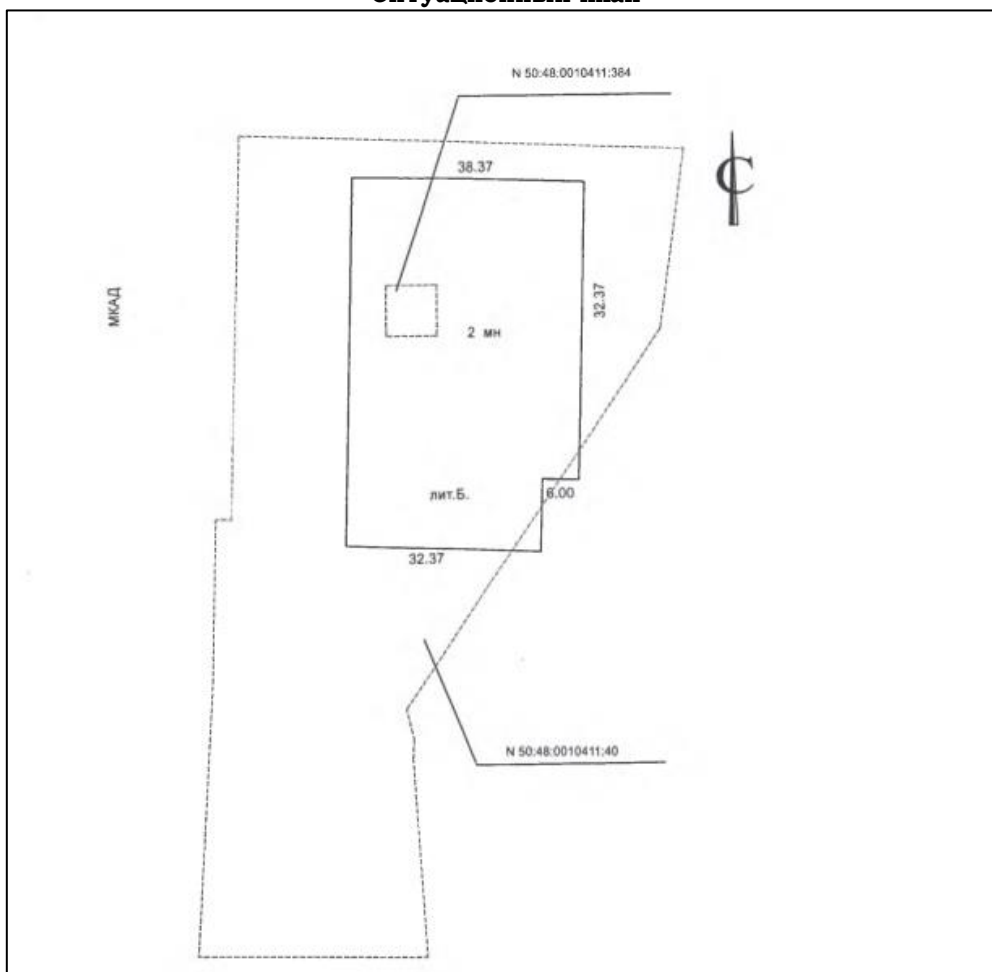 Ситуационный план
N 50:48:0010411:384
38.37
С
МКАД
32.37
2 мн
лит.Б.
6.00
32.37
N 50:48:0010411:40